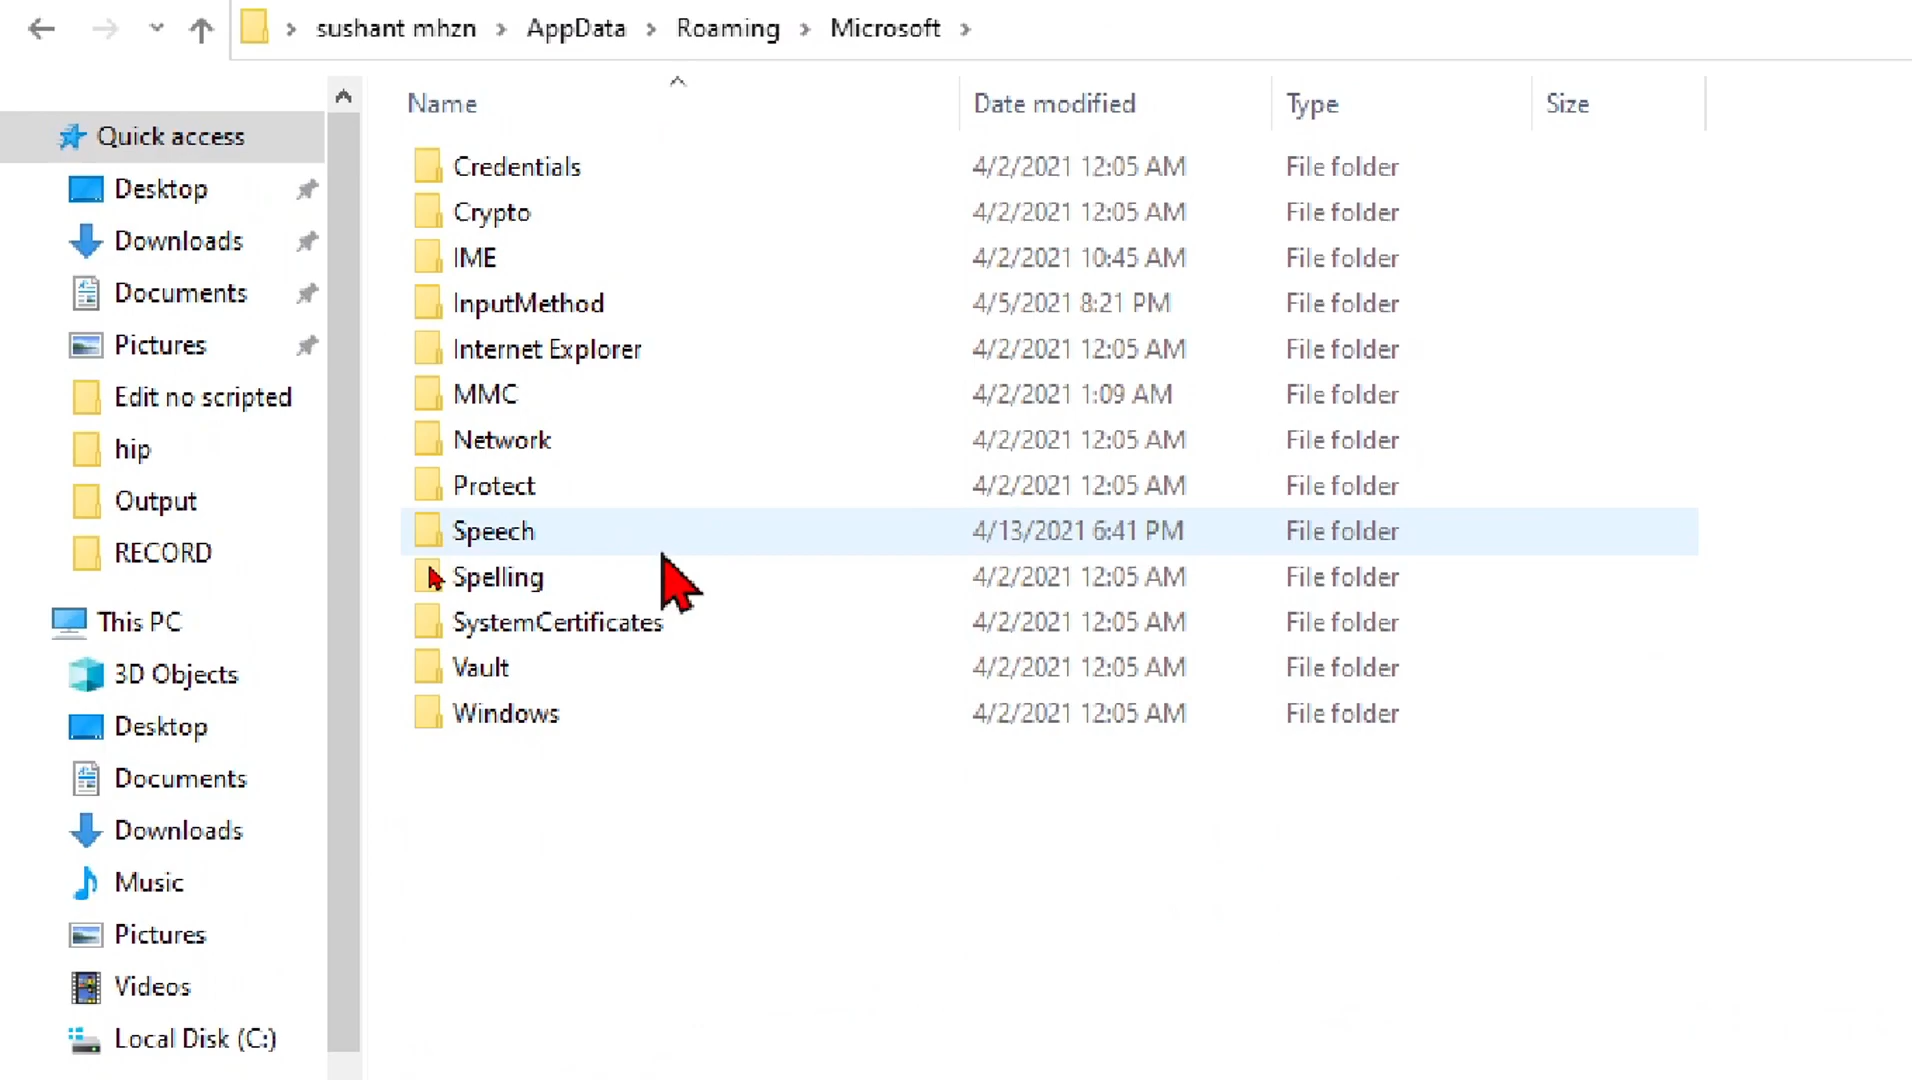 sushant mhzn > AppData > Roaming > Microsoft >
Name Date modified Type Size
Quick access
Desktop
Downloads
Documents
Pictures
Edit no scripted
hip
Output
RECORD
This PC
3D Objects
Desktop
Documents
Downloads
Music
Pictures
Videos
Local Disk (C:)
Credentials 4/2/2021 12:05 AM File folder
Crypto 4/2/2021 12:05 AM File folder
IME 4/2/2021 10:45 AM File folder
InputMethod 4/5/2021 8:21 PM File folder
Internet Explorer 4/2/2021 12:05 AM File folder
MMC 4/2/2021 1:09 AM File folder
Network 4/2/2021 12:05 AM File folder
Protect 4/2/2021 12:05 AM File folder
Speech 4/13/2021 6:41 PM File folder
Spelling 4/2/2021 12:05 AM File folder
SystemCertificates 4/2/2021 12:05 AM File folder
Vault 4/2/2021 12:05 AM File folder
Windows 4/2/2021 12:05 AM File folder